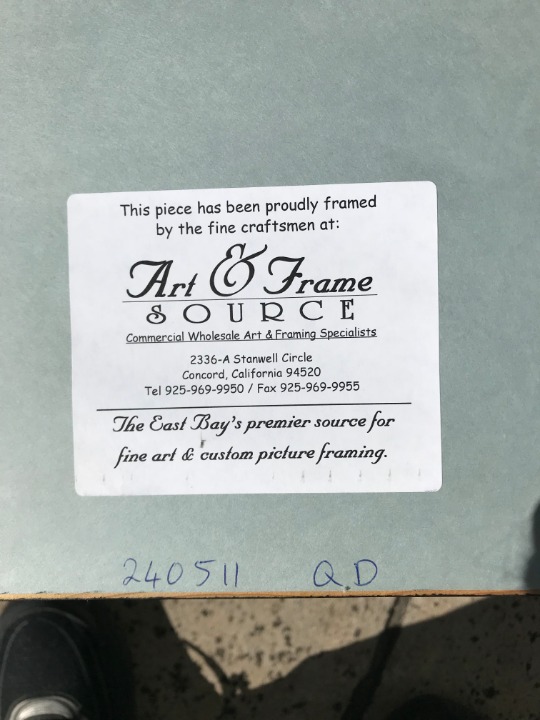 This piece has been proudly framed
by the fine craftsmen at:
Art & Frame
SOURCE
Commercial Wholesale Art & Framing Specialists
2336-A Stanwell Circle
Concord, California 94520
Tel 925-969-9950 / Fax 925-969-9955
The East Bay's premier source for
fine art & custom picture framing.
240511 Q.D